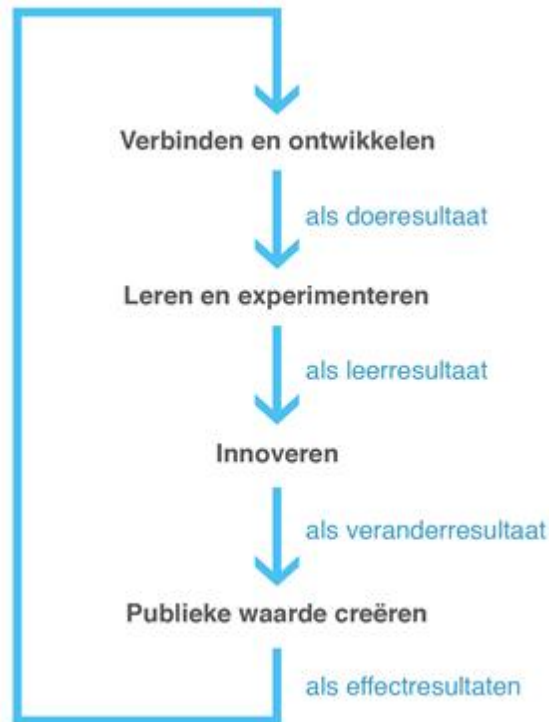 Verbinden en ontwikkelen
als doeresultaat
Leren en experimenteren
als leerresultaat
Innoveren
als veranderresultaat
Publieke waarde creëren
als effectresultaten